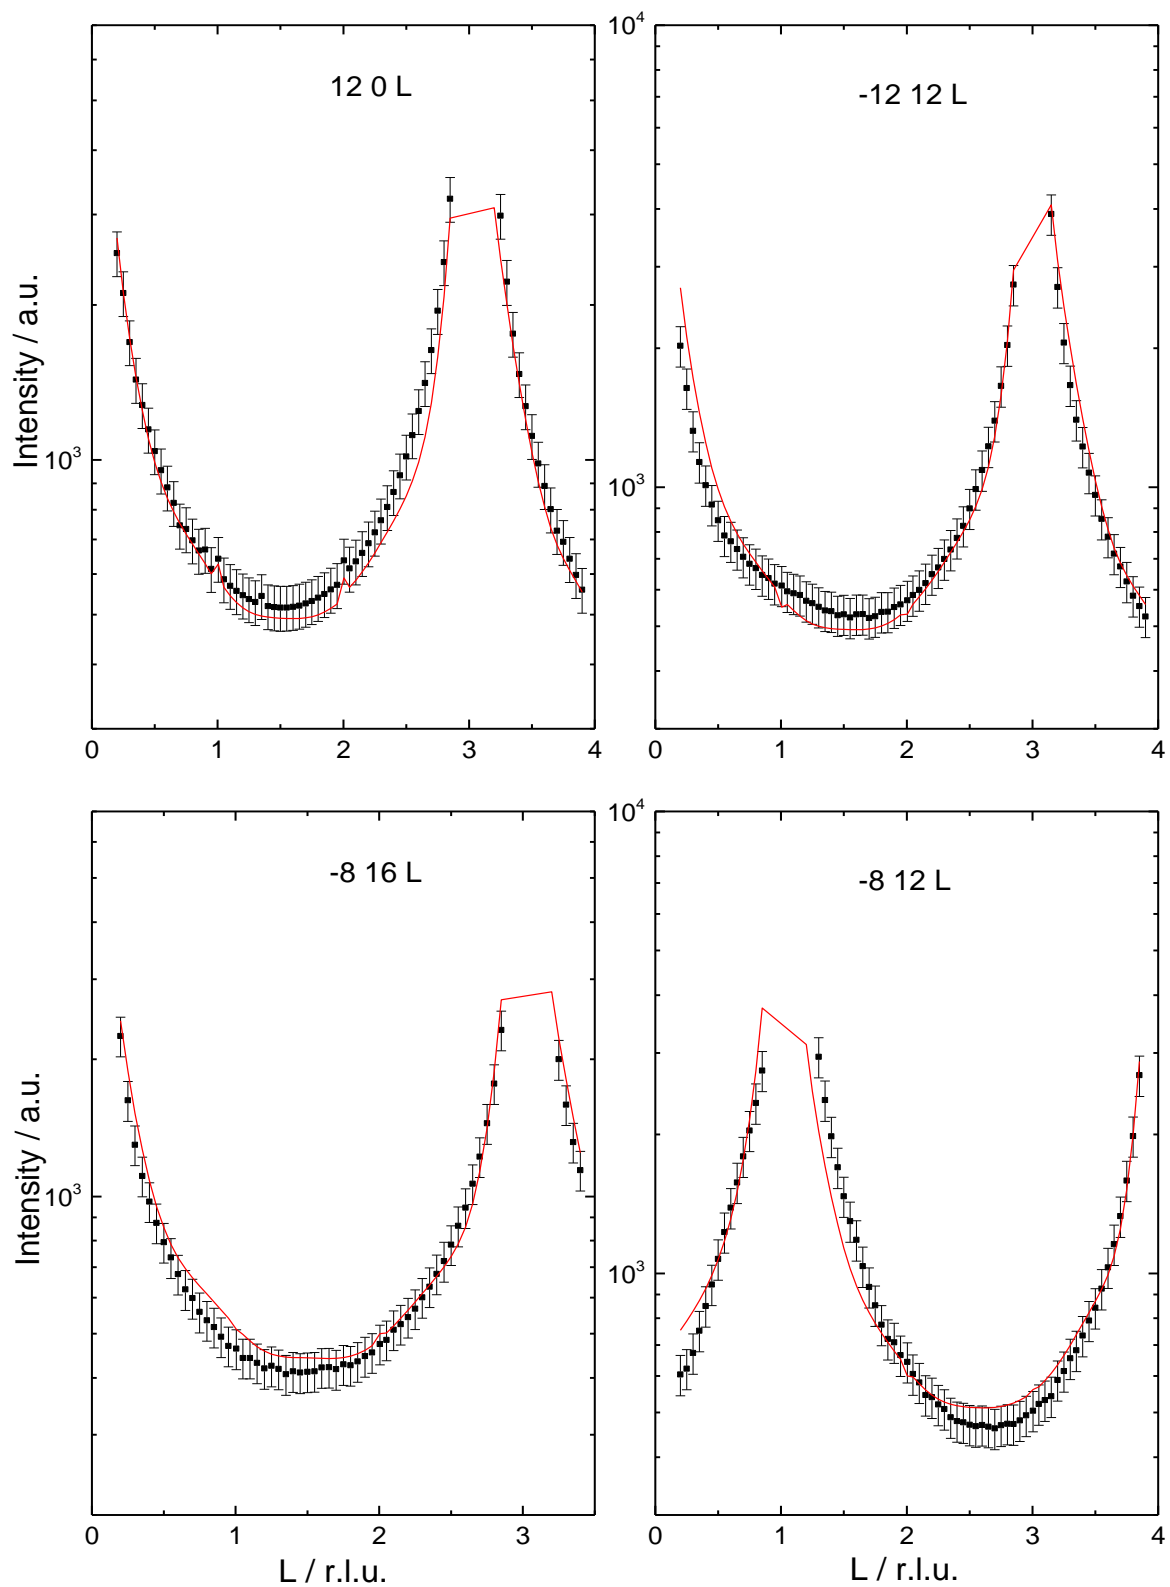 10⁴
12 0 L
-12 12 L
Intensity / a.u.
10³
10³
0 1 2 3 4
0 1 2 3 4
10⁴
-8 16 L
-8 12 L
Intensity / a.u.
10³
10³
0 1 2 3
0 1 2 3 4
L / r.l.u.
L / r.l.u.